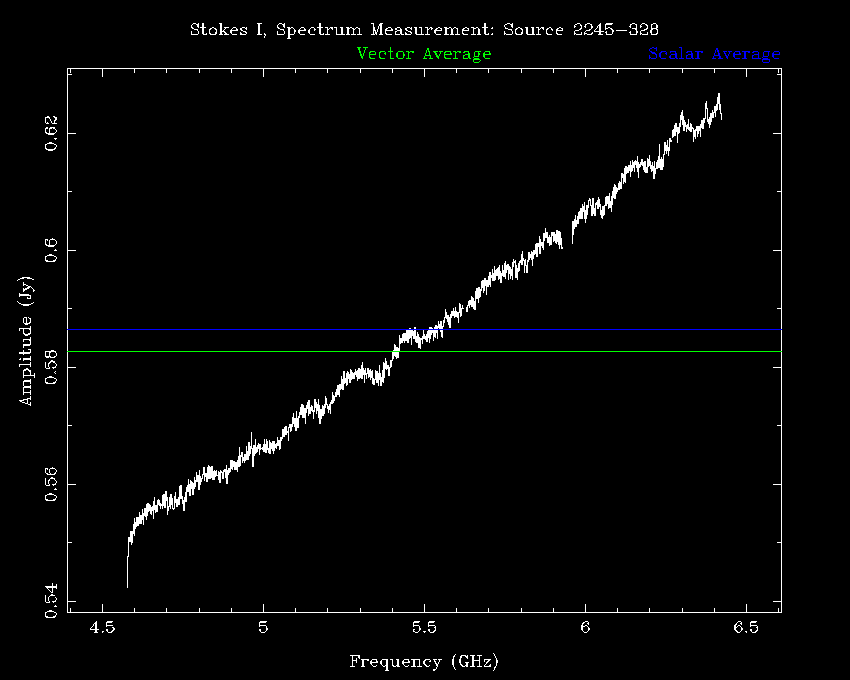 Stokes I, Spectrum Measurement: Source 2245−328
Vector Average
Scalar Average
0.62
0.6
0.58
0.56
0.54
Amplitude (Jy)
4.5 5 5.5 6 6.5
Frequency (GHz)